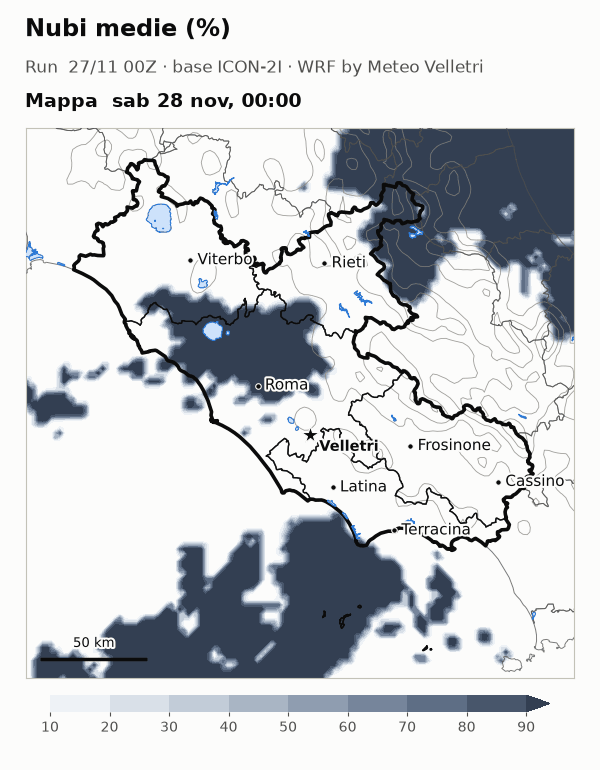 Nubi medie (%)
Run 27/11 00Z · base ICON-2I · WRF by Meteo Velletri
Mappa sab 28 nov, 00:00
Viterbo
Rieti
Roma
Velletri
Frosinone
Cassino
Latina
Terracina
50 km
10 20 30 40 50 60 70 80 90